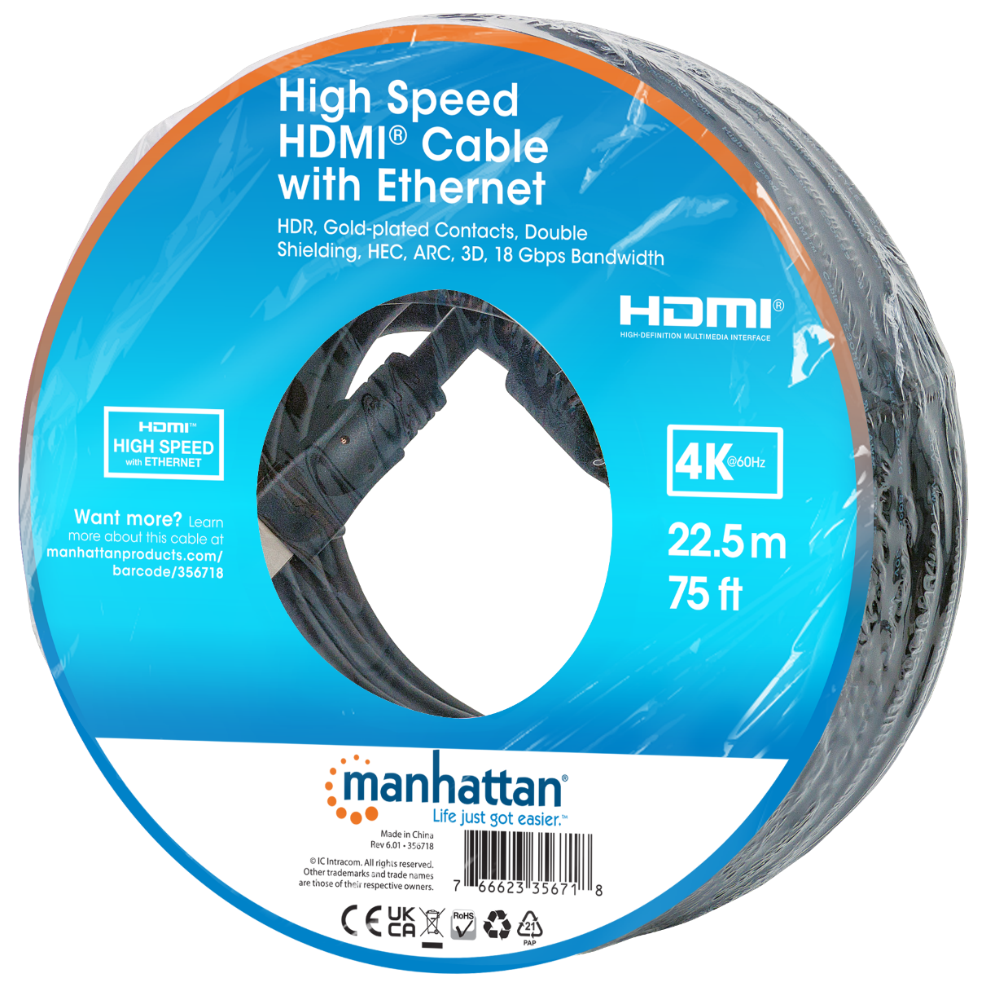 High Speed
HDMI® Cable
with Ethernet
HDR, Gold-plated Contacts, Double
Shielding, HEC, ARC, 3D, 18 Gbps Bandwidth
HDMI®
HIGH-DEFINITION MULTIMEDIA INTERFACE
HDMI™
HIGH SPEED
with ETHERNET
4K@60Hz
Want more? Learn
more about this cable at
manhattanproducts.com/
barcode/356718
22.5 m
75 ft
manhattan®
Life just got easier.™
Made in China
Rev 6.01 • 356718
© IC Intracom. All rights reserved.
Other trademarks and trade names
are those of their respective owners.
7 66623 35671 8
CE UK CA RoHS 21
PAP